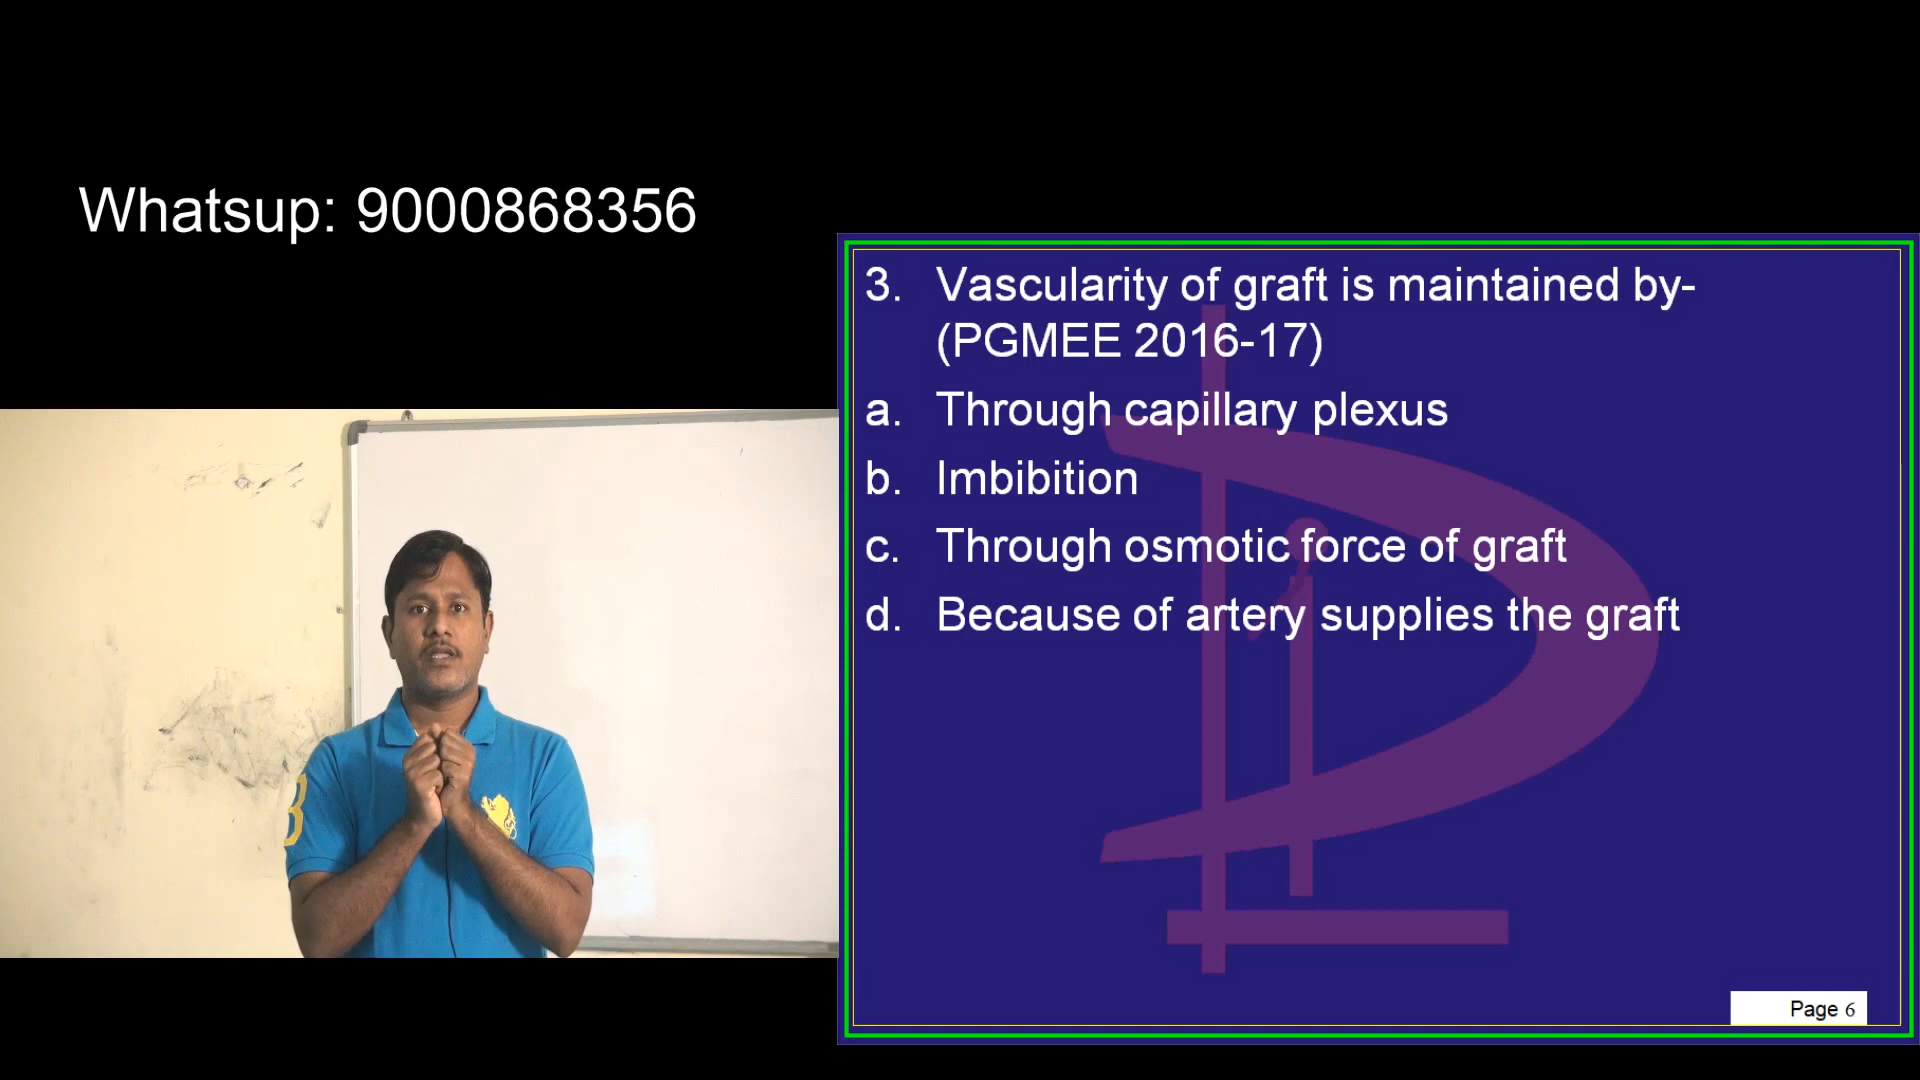 Whatsup: 9000868356
3. Vascularity of graft is maintained by-
(PGMEE 2016-17)
a. Through capillary plexus
b. Imbibition
c. Through osmotic force of graft
d. Because of artery supplies the graft
Page 6